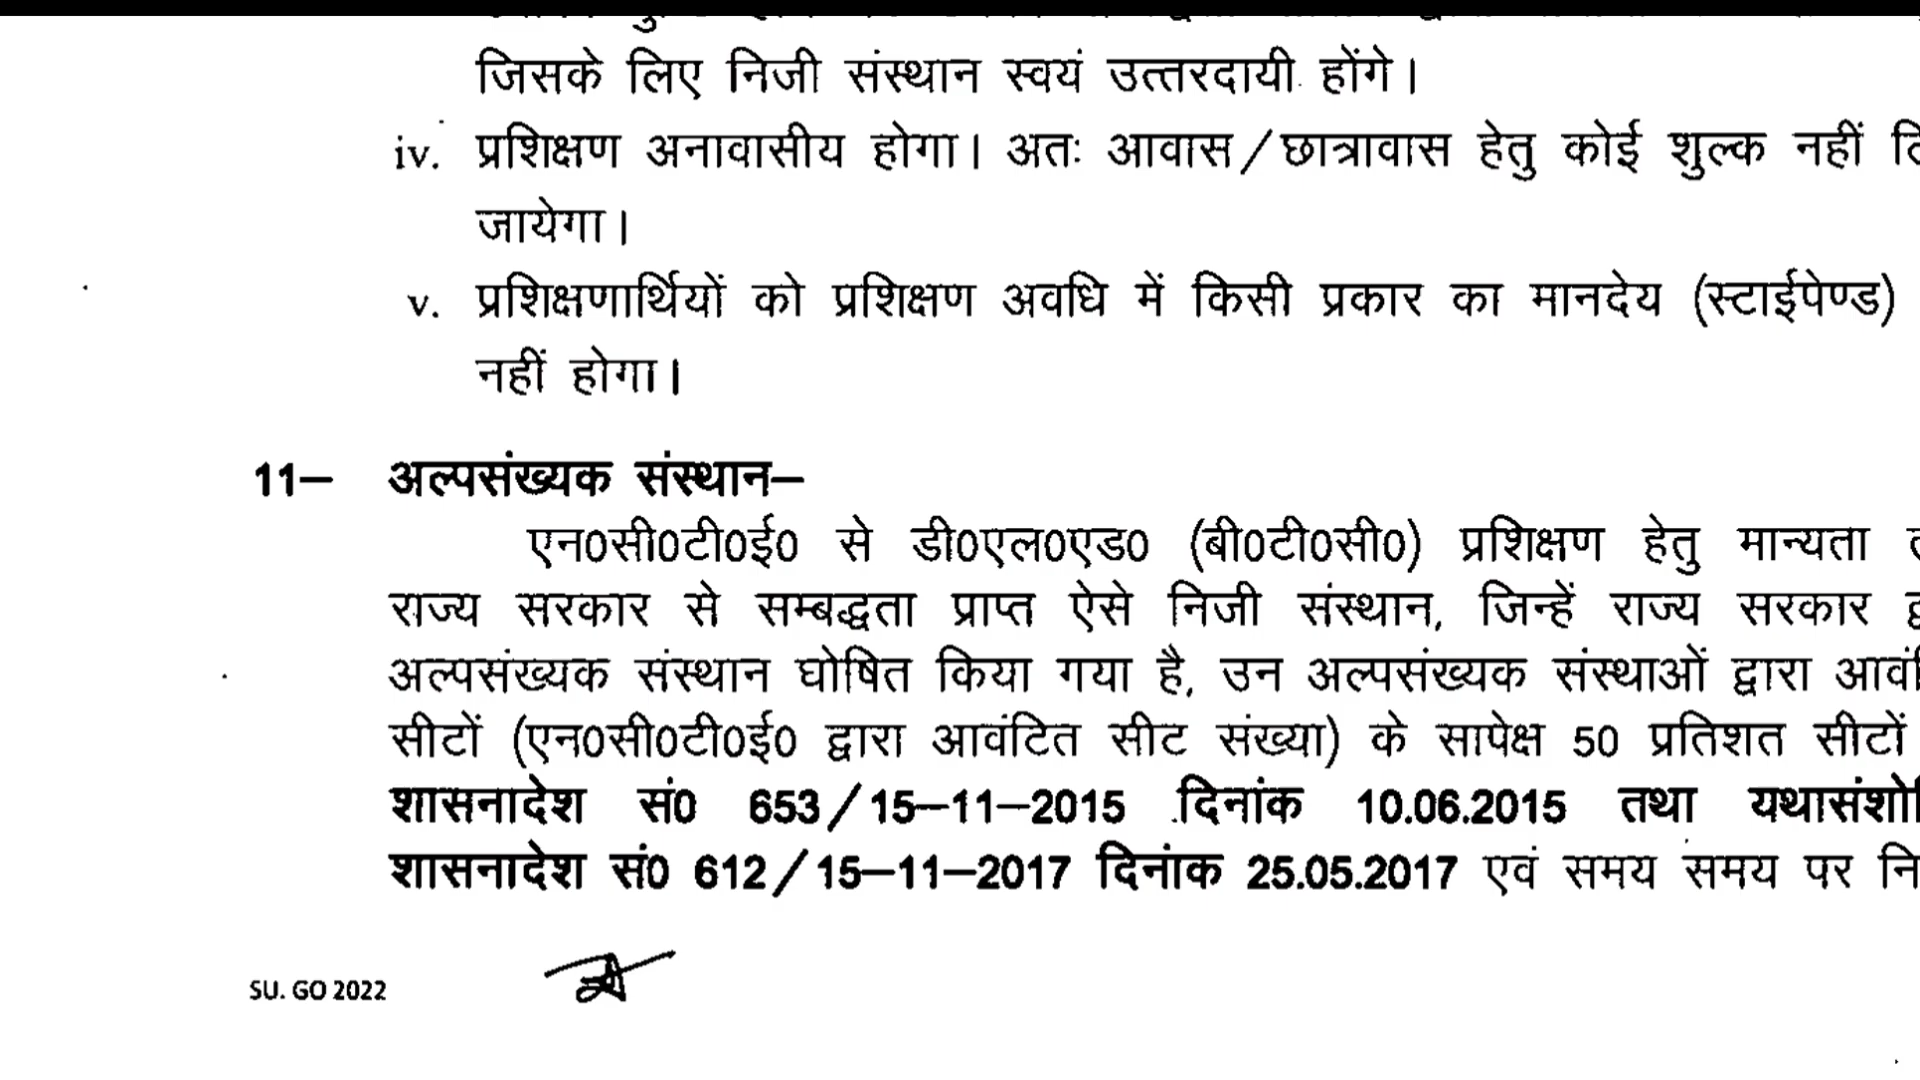 जिसके लिए निजी संस्थान स्वयं उत्तरदायी होंगे।
iv. प्रशिक्षण अनावासीय होगा। अतः आवास/छात्रावास हेतु कोई शुल्क नहीं
जायेगा।
v. प्रशिक्षणार्थियों को प्रशिक्षण अवधि में किसी प्रकार का मानदेय (स्टाईपेण्ड)
नहीं होगा।
11– अल्पसंख्यक संस्थान–
एन0सी0टी0ई0 से डी0एल0एड0 (बी0टी0सी0) प्रशिक्षण हेतु मान्यता
राज्य सरकार से सम्बद्धता प्राप्त ऐसे निजी संस्थान, जिन्हें राज्य सरकार
अल्पसंख्यक संस्थान घोषित किया गया है, उन अल्पसंख्यक संस्थाओं द्वारा
सीटों (एन0सी0टी0ई0 द्वारा आवंटित सीट संख्या) के सापेक्ष 50 प्रतिशत सीटों
शासनादेश सं0 653/15–11–2015 दिनांक 10.06.2015 तथा
शासनादेश सं0 612/15–11–2017 दिनांक 25.05.2017 एवं समय समय पर
SU. GO 2022